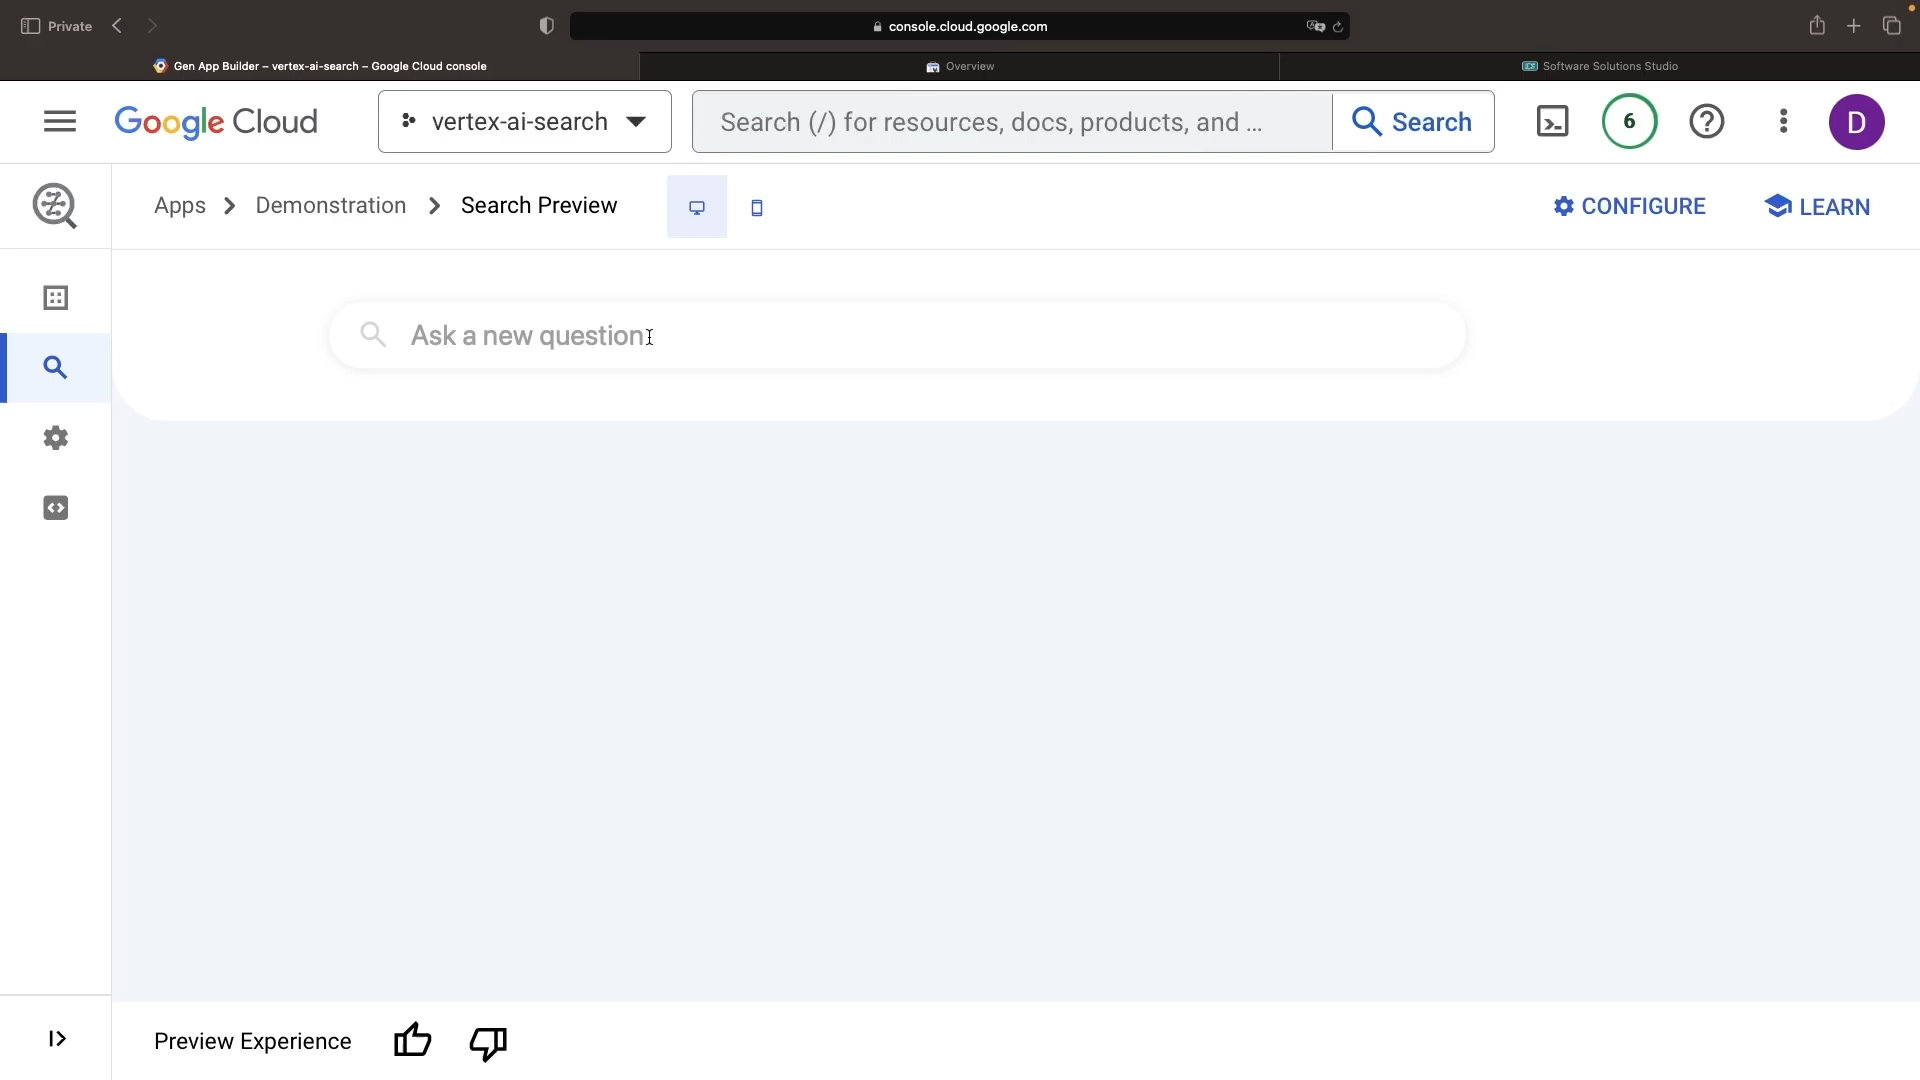 Private
console.cloud.google.com
Gen App Builder – vertex-ai-search – Google Cloud console
Overview
Software Solutions Studio
Google Cloud
vertex-ai-search
Search (/) for resources, docs, products, and ...
Search
6
D
Apps
Demonstration
Search Preview
CONFIGURE
LEARN
Ask a new question
Preview Experience